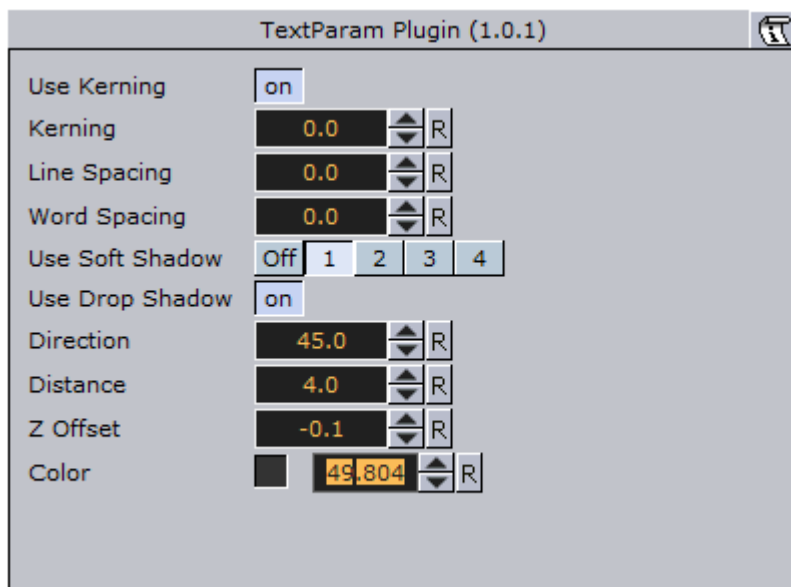 TextParam Plugin (1.0.1)
Use Kerning on
Kerning 0.0 R
Line Spacing 0.0 R
Word Spacing 0.0 R
Use Soft Shadow Off 1 2 3 4
Use Drop Shadow on
Direction 45.0 R
Distance 4.0 R
Z Offset -0.1 R
Color 49.804 R